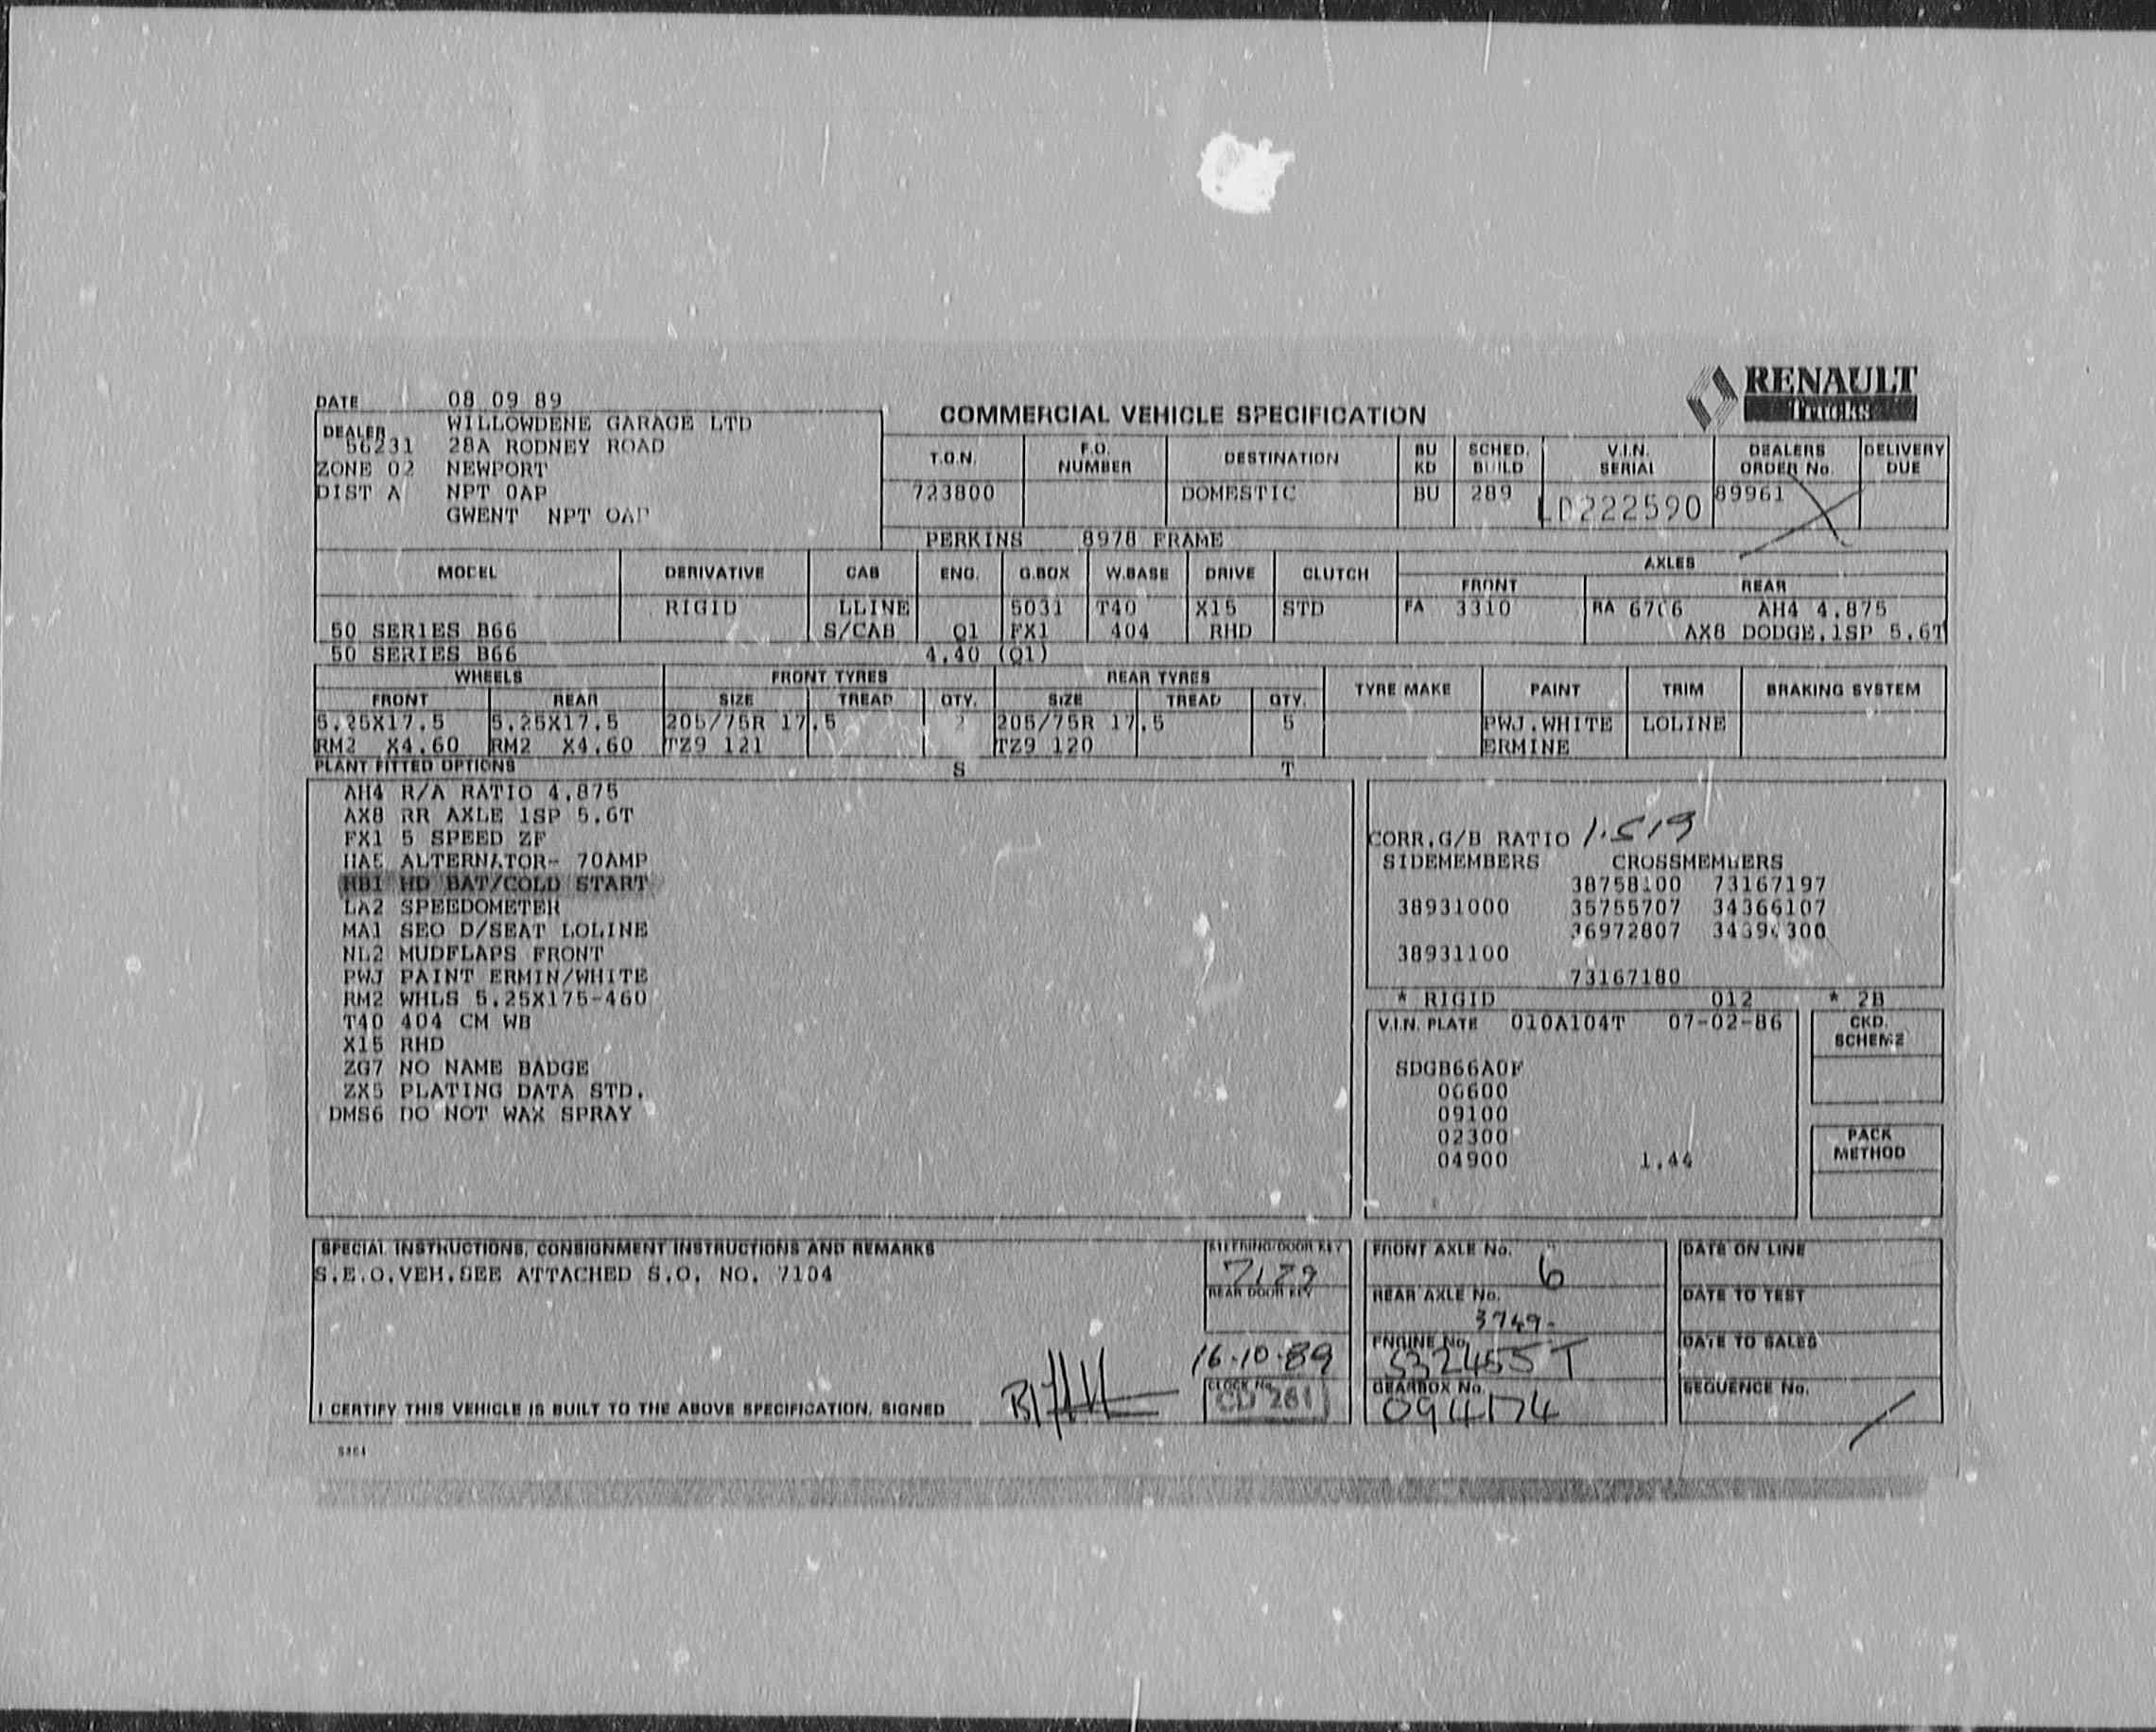 RENAULT
Trucks
DATE 08 09 89
COMMERCIAL VEHICLE SPECIFICATION
DEALER WILLOWDENE GARAGE LTD
56231 28A RODNEY ROAD
ZONE 02 NEWPORT
DIST A NPT 0AP
GWENT NPT OAP
T.O.N. F.O. NUMBER DESTINATION BU KD SCHED. BUILD V.I.N. SERIAL DEALERS ORDER No. DELIVERY DUE
723800 DOMESTIC BU 289 LD222590 89961
PERKINS 8978 FRAME
MODEL DERIVATIVE CAB ENG. G.BOX W.BASE DRIVE CLUTCH AXLES
FRONT REAR
RIGID LLINE 5031 T40 X15 STD FA 3310 RA AH4 4.875
50 SERIES B66 S/CAB Q1 FX1 404 RHD AX8 DODGE.1SP 5.6T
50 SERIES B66 4.40 (Q1)
WHEELS FRONT TYRES REAR TYRES TYRE MAKE PAINT TRIM BRAKING SYSTEM
FRONT REAR SIZE TREAD QTY. SIZE TREAD QTY.
5.25X17.5 5.25X17.5 205/75R 17.5 2 205/75R 17.5 5 PWJ.WHITE LOLINE
RM2 X4.60 RM2 X4.60 TZ9 121 TZ9 120 ERMINE
PLANT FITTED OPTIONS S T
AH4 R/A RATIO 4.875
AX8 RR AXLE 1SP 5.6T
FX1 5 SPEED ZF
HAE ALTERNATOR- 70AMP
HB1 HD BAT/COLD START
LA2 SPEEDOMETER
MA1 SEO D/SEAT LOLINE
NL2 MUDFLAPS FRONT
PWJ PAINT ERMIN/WHITE
RM2 WHLS 5.25X175-460
T40 404 CM WB
X15 RHD
ZG7 NO NAME BADGE
ZX5 PLATING DATA STD.
DMS6 DO NOT WAX SPRAY
CORR.G/B RATIO 1.519
SIDEMEMBERS CROSSMEMBERS
38758100 73167197
38931000 35755707 34366107
36972807
38931100
73167180
* RIGID 012 * 2B
V.I.N. PLATE 010A104T 07-02-86
CKD. SCHEME
SDGB66A0F
06600
09100
02300
04900 1.44
PACK METHOD
SPECIAL INSTRUCTIONS, CONSIGNMENT INSTRUCTIONS AND REMARKS
S.E.O.VEH.SEE ATTACHED S.O. NO. 7104
STEERING/DOOR KEY
REAR DOOR KEY
16.10.89
CLOCK No.
CD 261
I CERTIFY THIS VEHICLE IS BUILT TO THE ABOVE SPECIFICATION, SIGNED
FRONT AXLE No. 6
REAR AXLE No. 3749
ENGINE No.
GEARBOX No.
DATE ON LINE
DATE TO TEST
DATE TO SALES
SEQUENCE No.